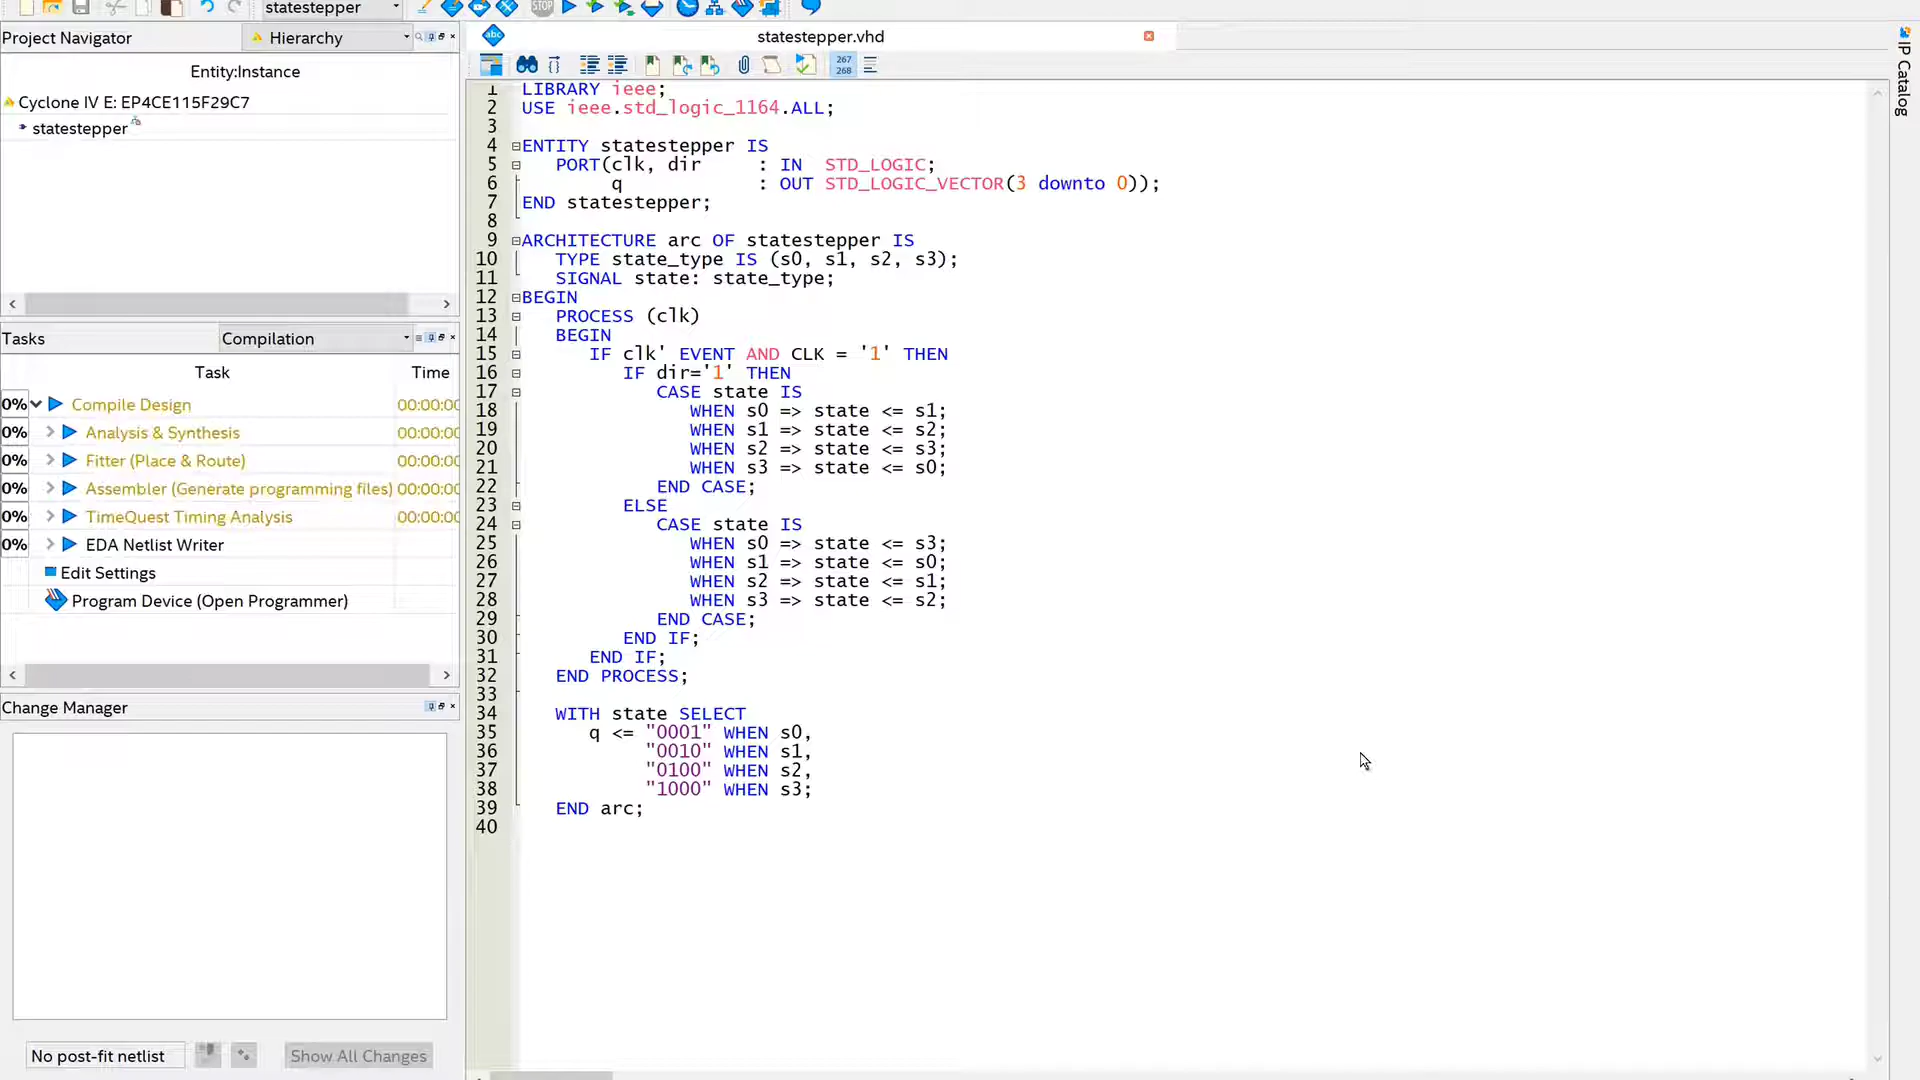 statestepper
STOP
Project Navigator
Hierarchy
Entity:Instance
Cyclone IV E: EP4CE115F29C7
statestepper
Tasks
Compilation
Task Time
0% Compile Design 00:00:00
0% Analysis & Synthesis 00:00:00
0% Fitter (Place & Route) 00:00:00
0% Assembler (Generate programming files) 00:00:00
0% TimeQuest Timing Analysis 00:00:00
0% EDA Netlist Writer
Edit Settings
Program Device (Open Programmer)
Change Manager
No post-fit netlist
Show All Changes
abc
statestepper.vhd
267
268
1 LIBRARY ieee;
2 USE ieee.std_logic_1164.ALL;
3
4 ENTITY statestepper IS
5 PORT(clk, dir : IN STD_LOGIC;
6 q : OUT STD_LOGIC_VECTOR(3 downto 0));
7 END statestepper;
8
9 ARCHITECTURE arc OF statestepper IS
10 TYPE state_type IS (s0, s1, s2, s3);
11 SIGNAL state: state_type;
12 BEGIN
13 PROCESS (clk)
14 BEGIN
15 IF clk' EVENT AND CLK = '1' THEN
16 IF dir='1' THEN
17 CASE state IS
18 WHEN s0 => state <= s1;
19 WHEN s1 => state <= s2;
20 WHEN s2 => state <= s3;
21 WHEN s3 => state <= s0;
22 END CASE;
23 ELSE
24 CASE state IS
25 WHEN s0 => state <= s3;
26 WHEN s1 => state <= s0;
27 WHEN s2 => state <= s1;
28 WHEN s3 => state <= s2;
29 END CASE;
30 END IF;
31 END IF;
32 END PROCESS;
33
34 WITH state SELECT
35 q <= "0001" WHEN s0,
36 "0010" WHEN s1,
37 "0100" WHEN s2,
38 "1000" WHEN s3;
39 END arc;
40
IP Catalog